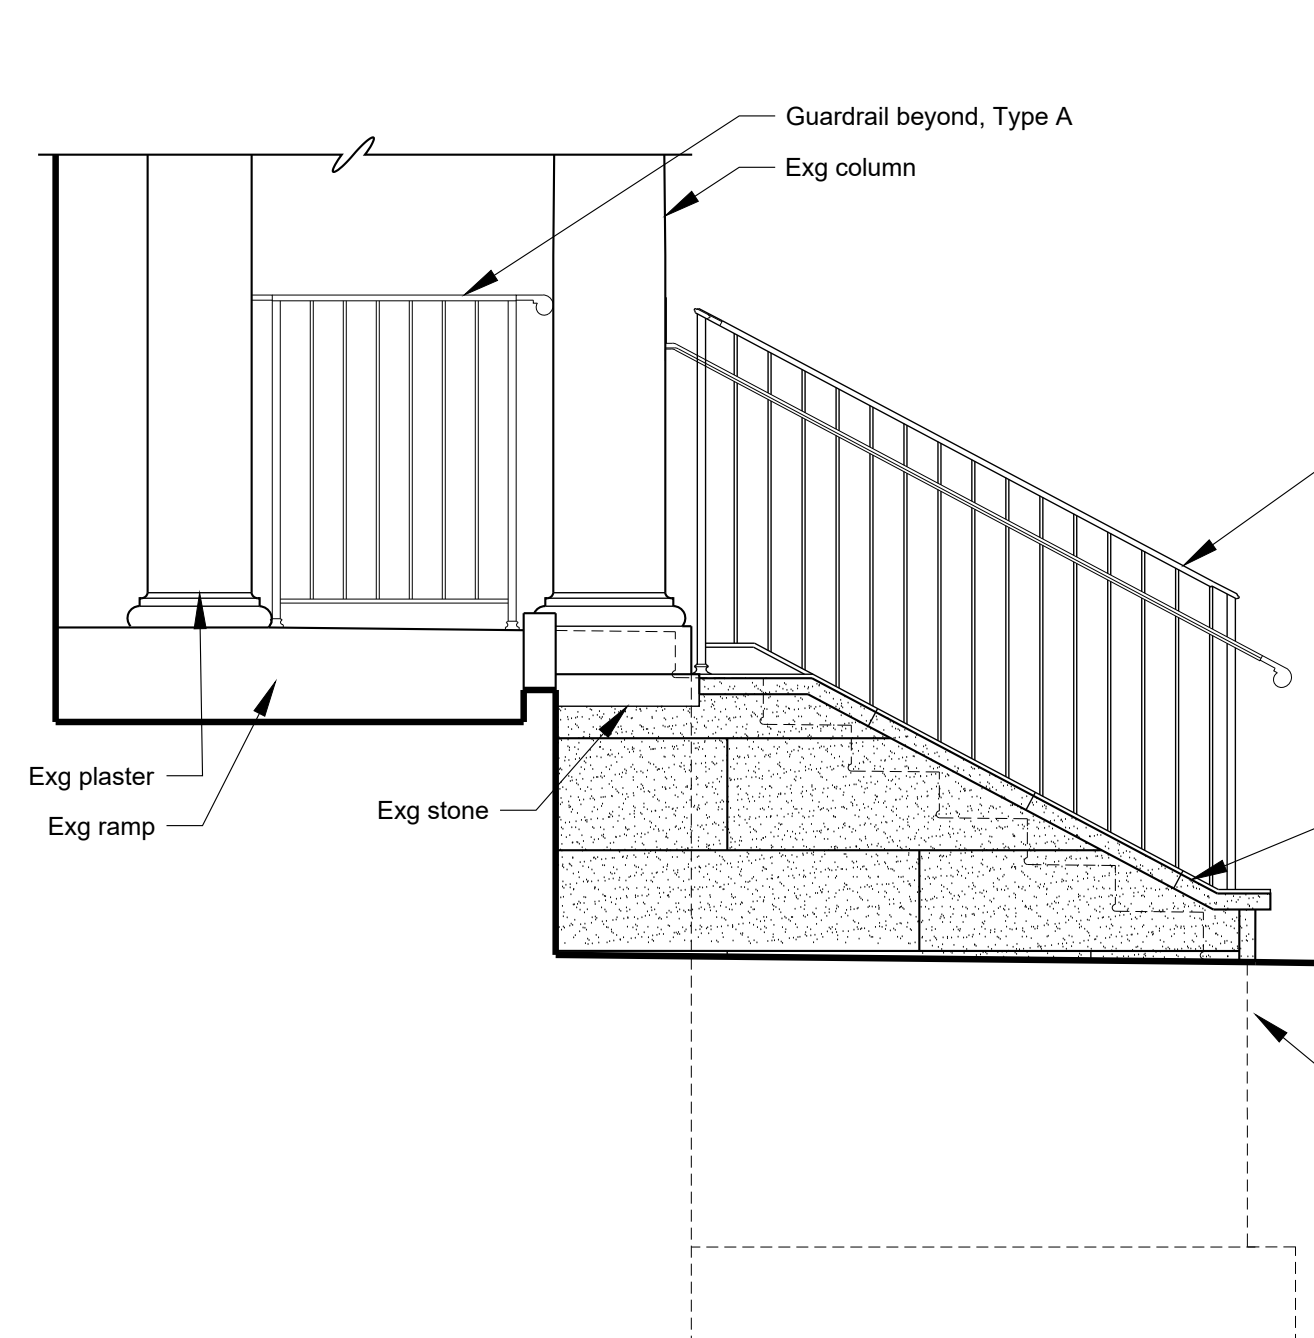 Guardrail beyond, Type A
Exg column
Exg plaster
Exg ramp
Exg stone